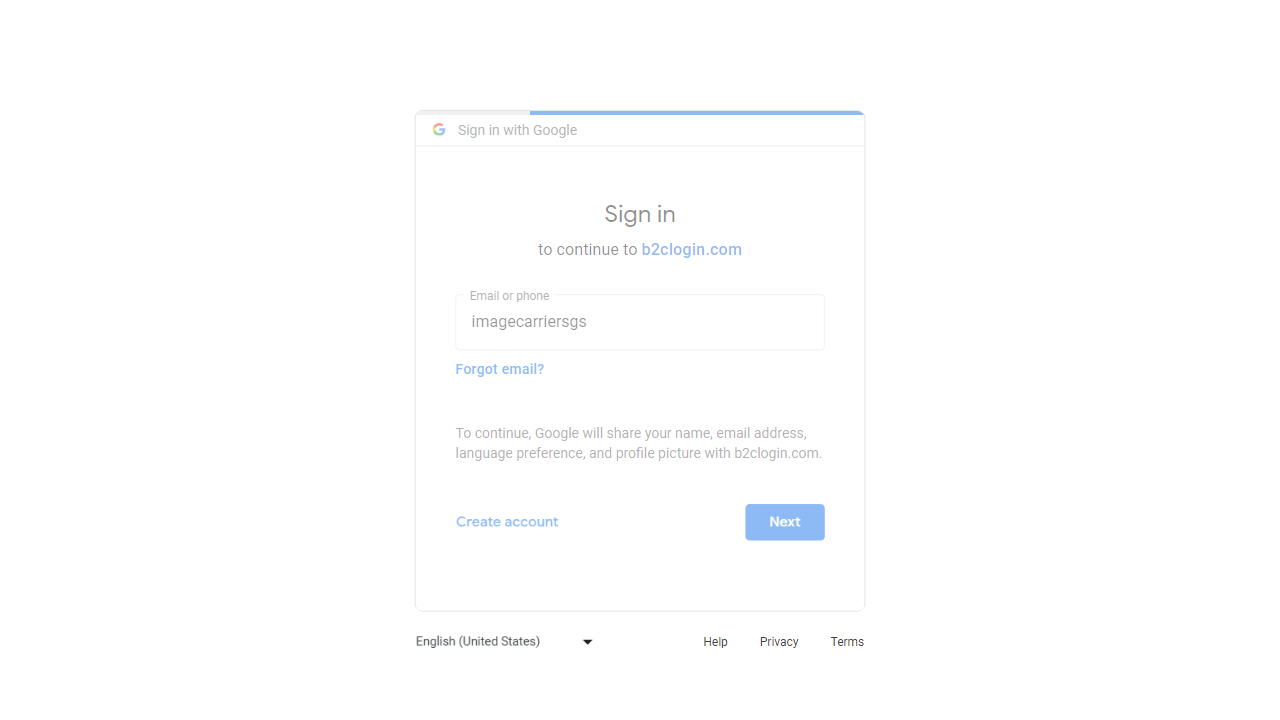 Sign in with Google
Sign in
to continue to b2clogin.com
Email or phone
imagecarriersgs
Forgot email?
To continue, Google will share your name, email address,
language preference, and profile picture with b2clogin.com.
Create account
Next
English (United States)
Help
Privacy
Terms